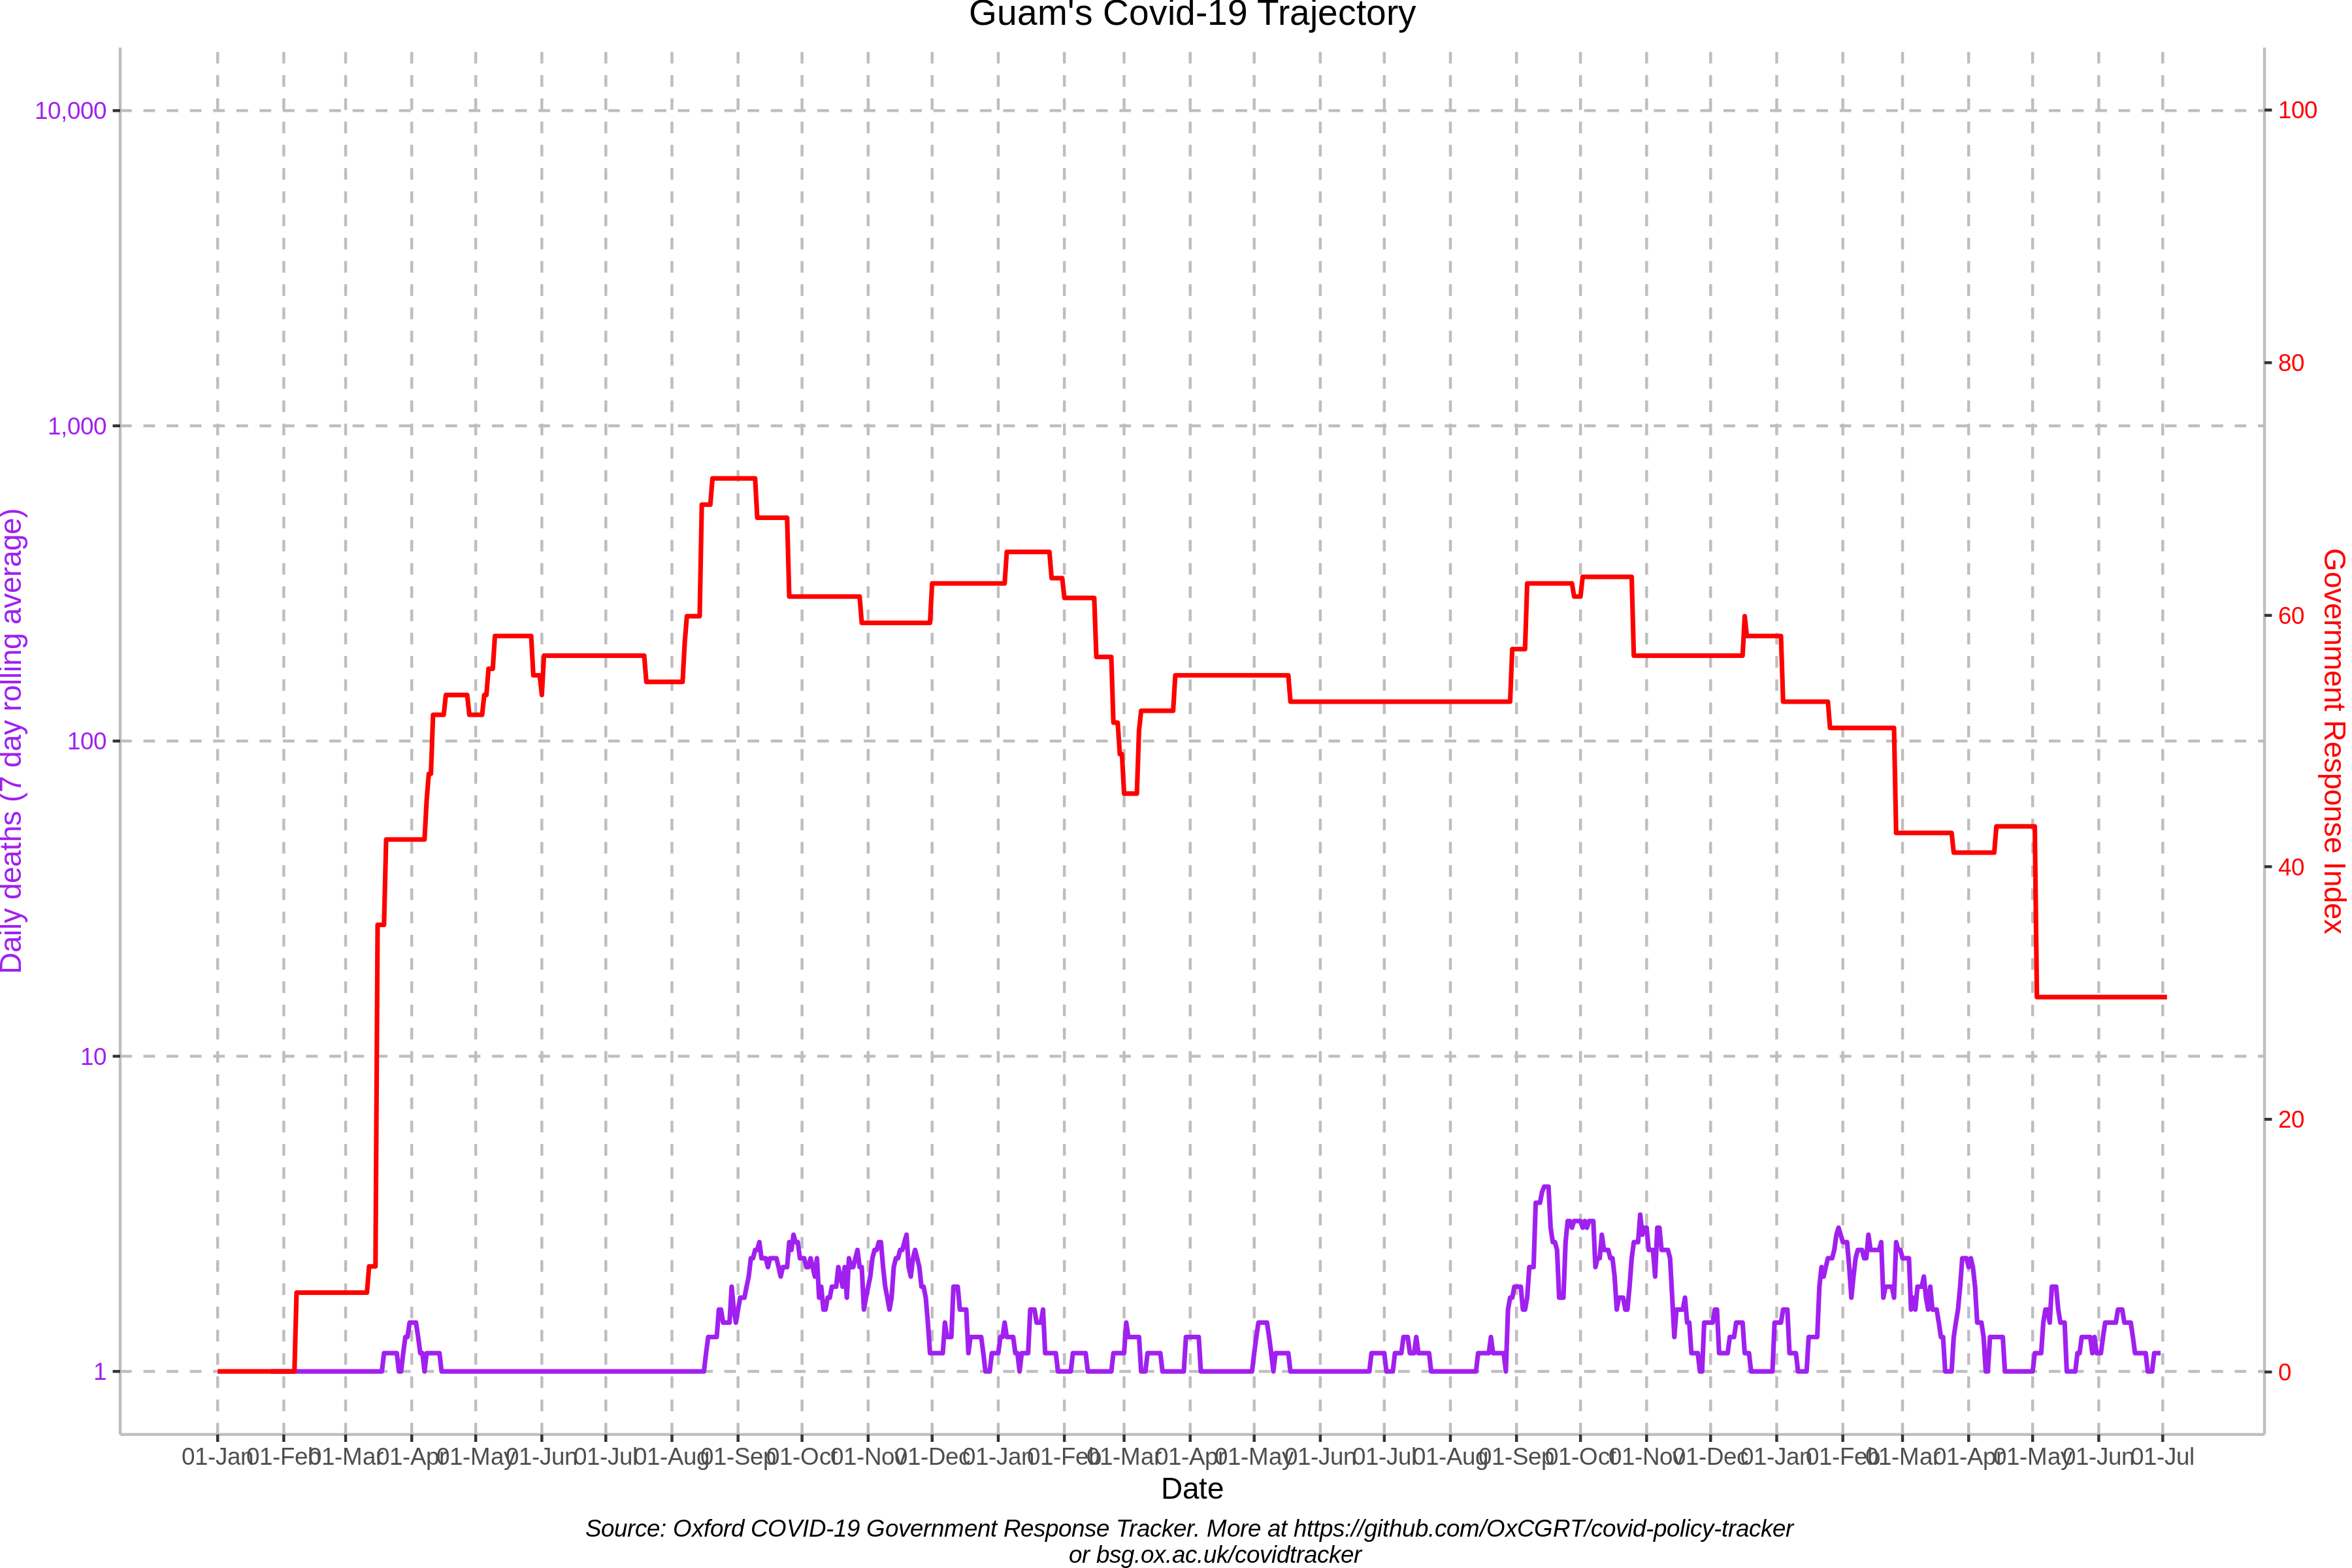 Guam's Covid-19 Trajectory
10,000
1,000
100
10
1
Daily deaths (7 day rolling average)
100
80
60
40
20
0
Government Response Index
01-Jan 01-Feb 01-Mar 01-Apr 01-May 01-Jun 01-Jul 01-Aug 01-Sep 01-Oct 01-Nov 01-Dec 01-Jan 01-Feb 01-Mar 01-Apr 01-May 01-Jun 01-Jul 01-Aug 01-Sep 01-Oct 01-Nov 01-Dec 01-Jan 01-Feb 01-Mar 01-Apr 01-May 01-Jun 01-Jul
Date
Source: Oxford COVID-19 Government Response Tracker. More at https://github.com/OxCGRT/covid-policy-tracker
or bsg.ox.ac.uk/covidtracker